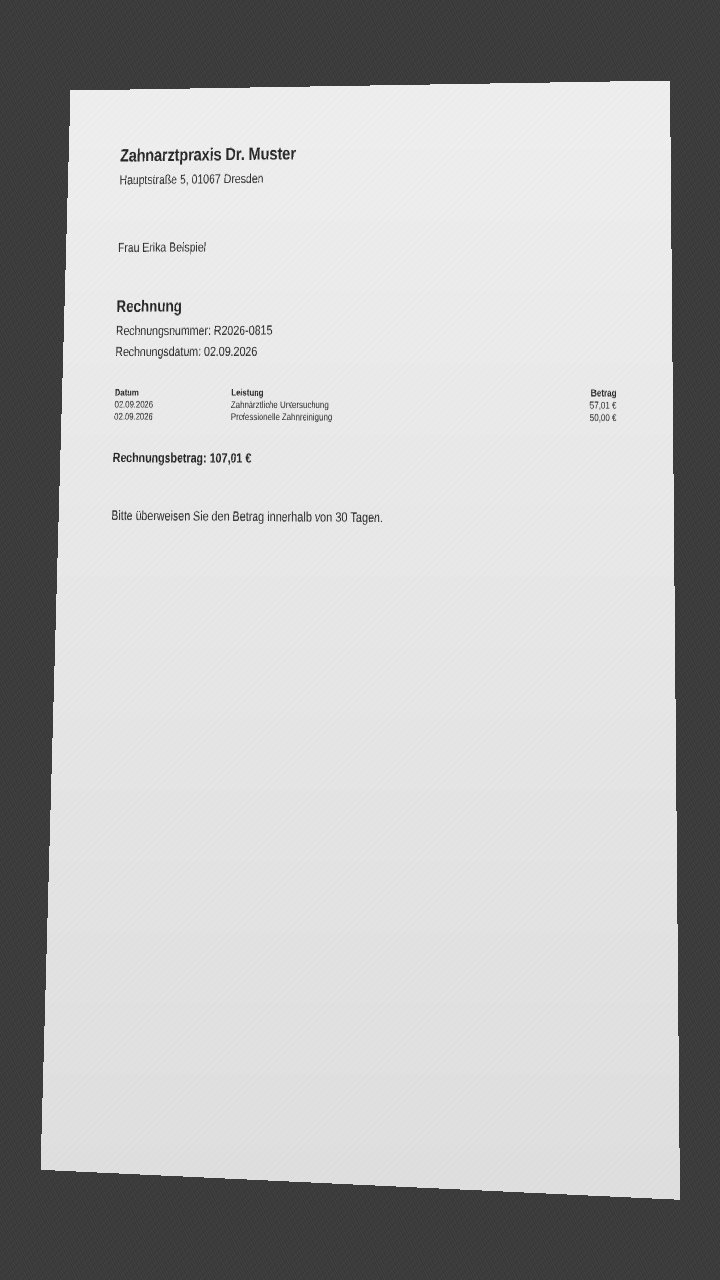 Zahnarztpraxis Dr. Muster
Hauptstraße 5, 01067 Dresden
Frau Erika Beispiel
Rechnung
Rechnungsnummer: R2026-0815
Rechnungsdatum: 02.09.2026
Datum Leistung Betrag
02.09.2026 Zahnärztliche Untersuchung 57,01 €
02.09.2026 Professionelle Zahnreinigung 50,00 €
Rechnungsbetrag: 107,01 €
Bitte überweisen Sie den Betrag innerhalb von 30 Tagen.